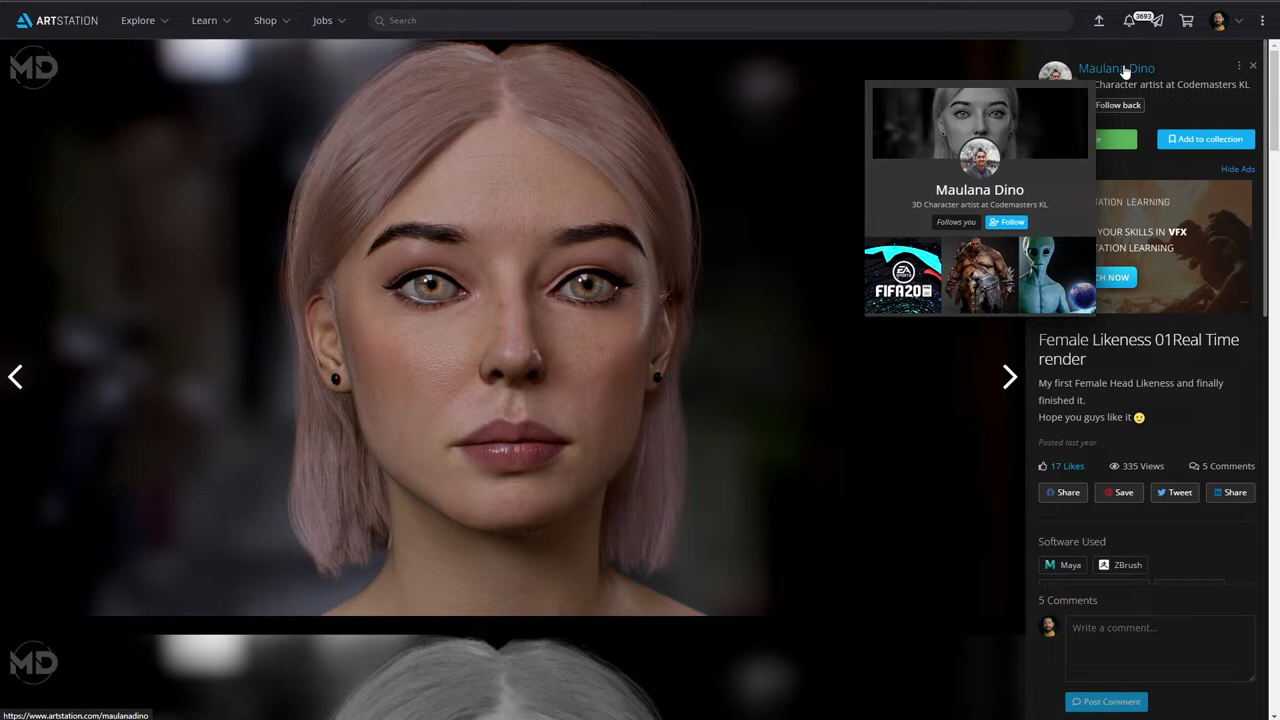 ARTSTATION
Explore
Learn
Shop
Jobs
Search
3693
MD
Maulana Dino
Character artist at Codemasters KL
Follow back
Add to collection
Hide Ads
Maulana Dino
3D Character artist at Codemasters KL
Follows you
Follow
EA
SPORTS
FIFA20
TATION LEARNING
YOUR SKILLS IN VFX
TATION LEARNING
CH NOW
Female Likeness 01Real Time
render
My first Female Head Likeness and finally
finished it.
Hope you guys like it 🙂
Posted last year
17 Likes
335 Views
5 Comments
Share
Save
Tweet
Share
Software Used
Maya
ZBrush
5 Comments
Write a comment...
Post Comment
MD
https://www.artstation.com/maulanadino